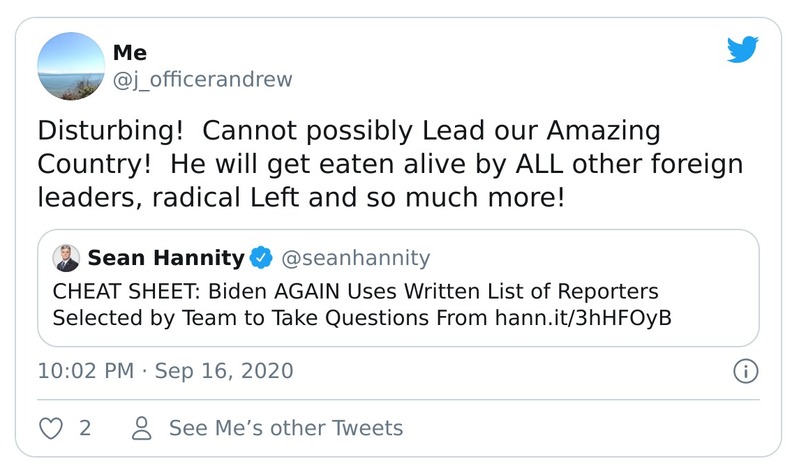 Me
@j_officerandrew
Disturbing!  Cannot possibly Lead our Amazing
Country!  He will get eaten alive by ALL other foreign
leaders, radical Left and so much more!
Sean Hannity @seanhannity
CHEAT SHEET: Biden AGAIN Uses Written List of Reporters
Selected by Team to Take Questions From hann.it/3hHFOyB
10:02 PM · Sep 16, 2020
2 See Me’s other Tweets